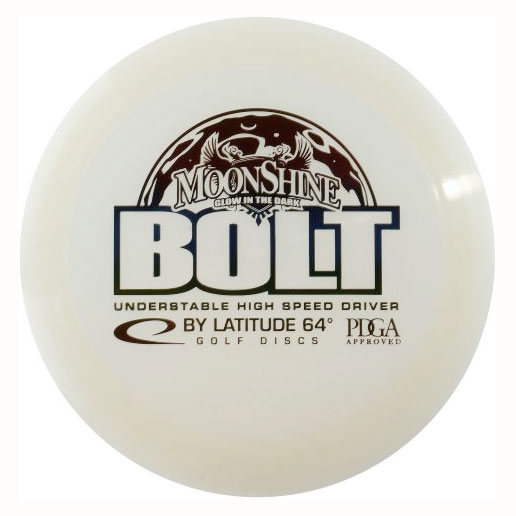 MOONSHINE
GLOW IN THE DARK
BOLT
UNDERSTABLE HIGH SPEED DRIVER
BY LATITUDE 64°
GOLF DISCS
PDGA
APPROVED